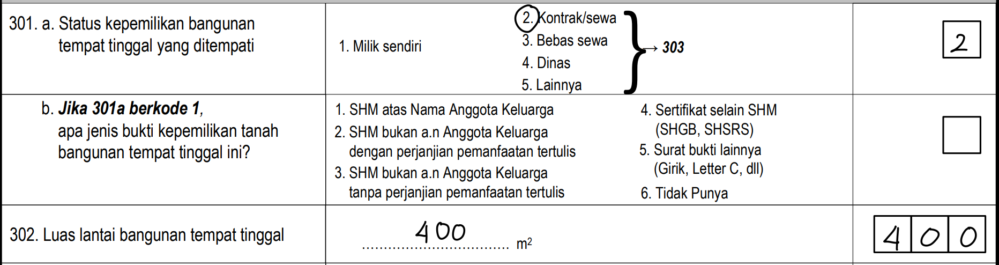 301. a. Status kepemilikan bangunan
tempat tinggal yang ditempati
1. Milik sendiri
2. Kontrak/sewa
3. Bebas sewa
4. Dinas
5. Lainnya
→ 303
2
b. Jika 301a berkode 1,
apa jenis bukti kepemilikan tanah
bangunan tempat tinggal ini?
1. SHM atas Nama Anggota Keluarga
2. SHM bukan a.n Anggota Keluarga
dengan perjanjian pemanfaatan tertulis
3. SHM bukan a.n Anggota Keluarga
tanpa perjanjian pemanfaatan tertulis
4. Sertifikat selain SHM
(SHGB, SHSRS)
5. Surat bukti lainnya
(Girik, Letter C, dll)
6. Tidak Punya
302. Luas lantai bangunan tempat tinggal
400 m²
400